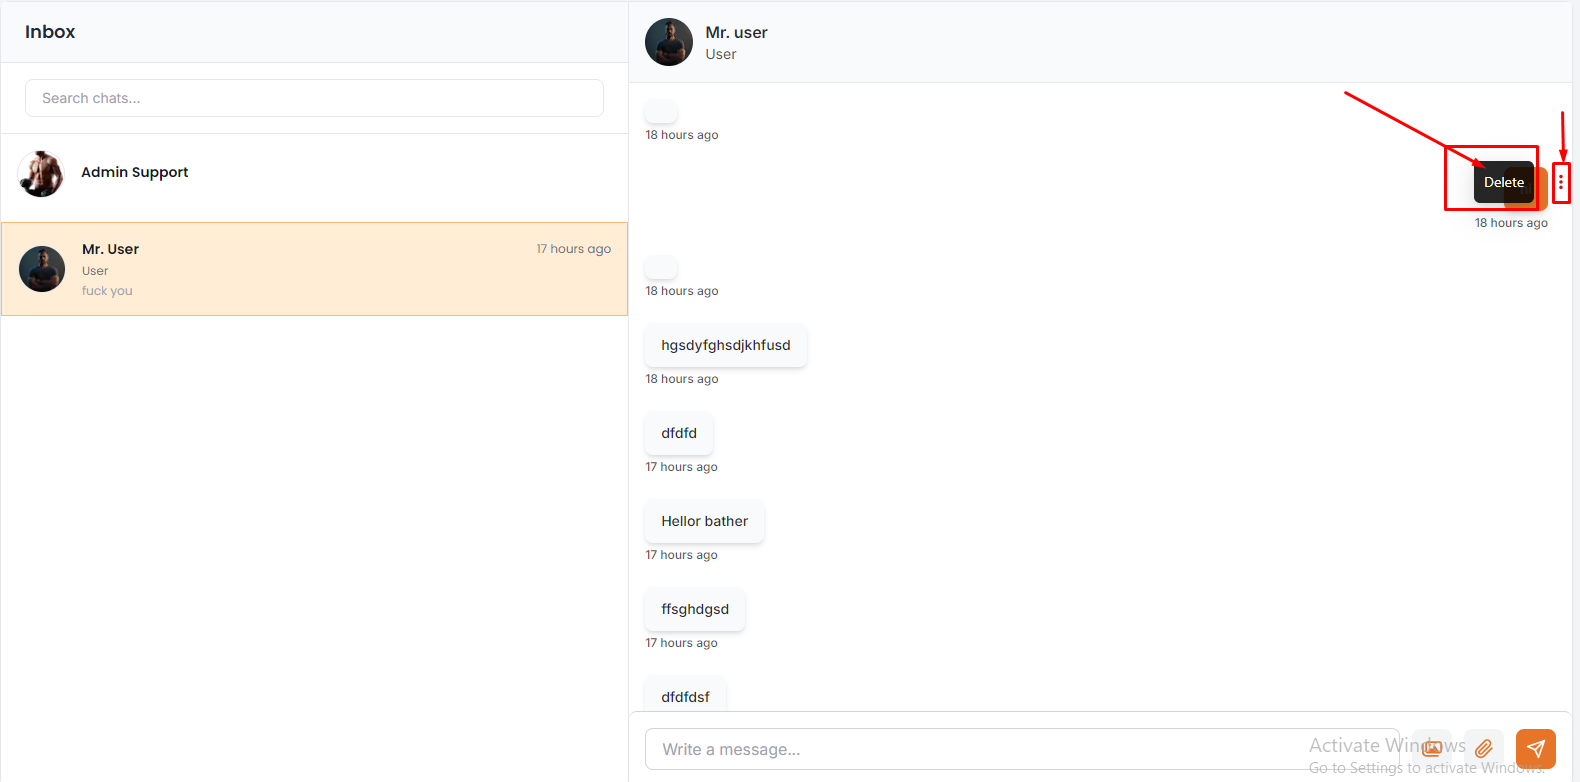 Inbox
Search chats...
Admin Support
Mr. User
17 hours ago
User
fuck you
Mr. user
User
18 hours ago
Delete
18 hours ago
18 hours ago
hgsdyfghsdjkhfusd
18 hours ago
dfdfd
17 hours ago
Hellor bather
17 hours ago
ffsghdgsd
17 hours ago
dfdfdsf
Write a message...
Activate Windows
Go to Settings to activate Windows.